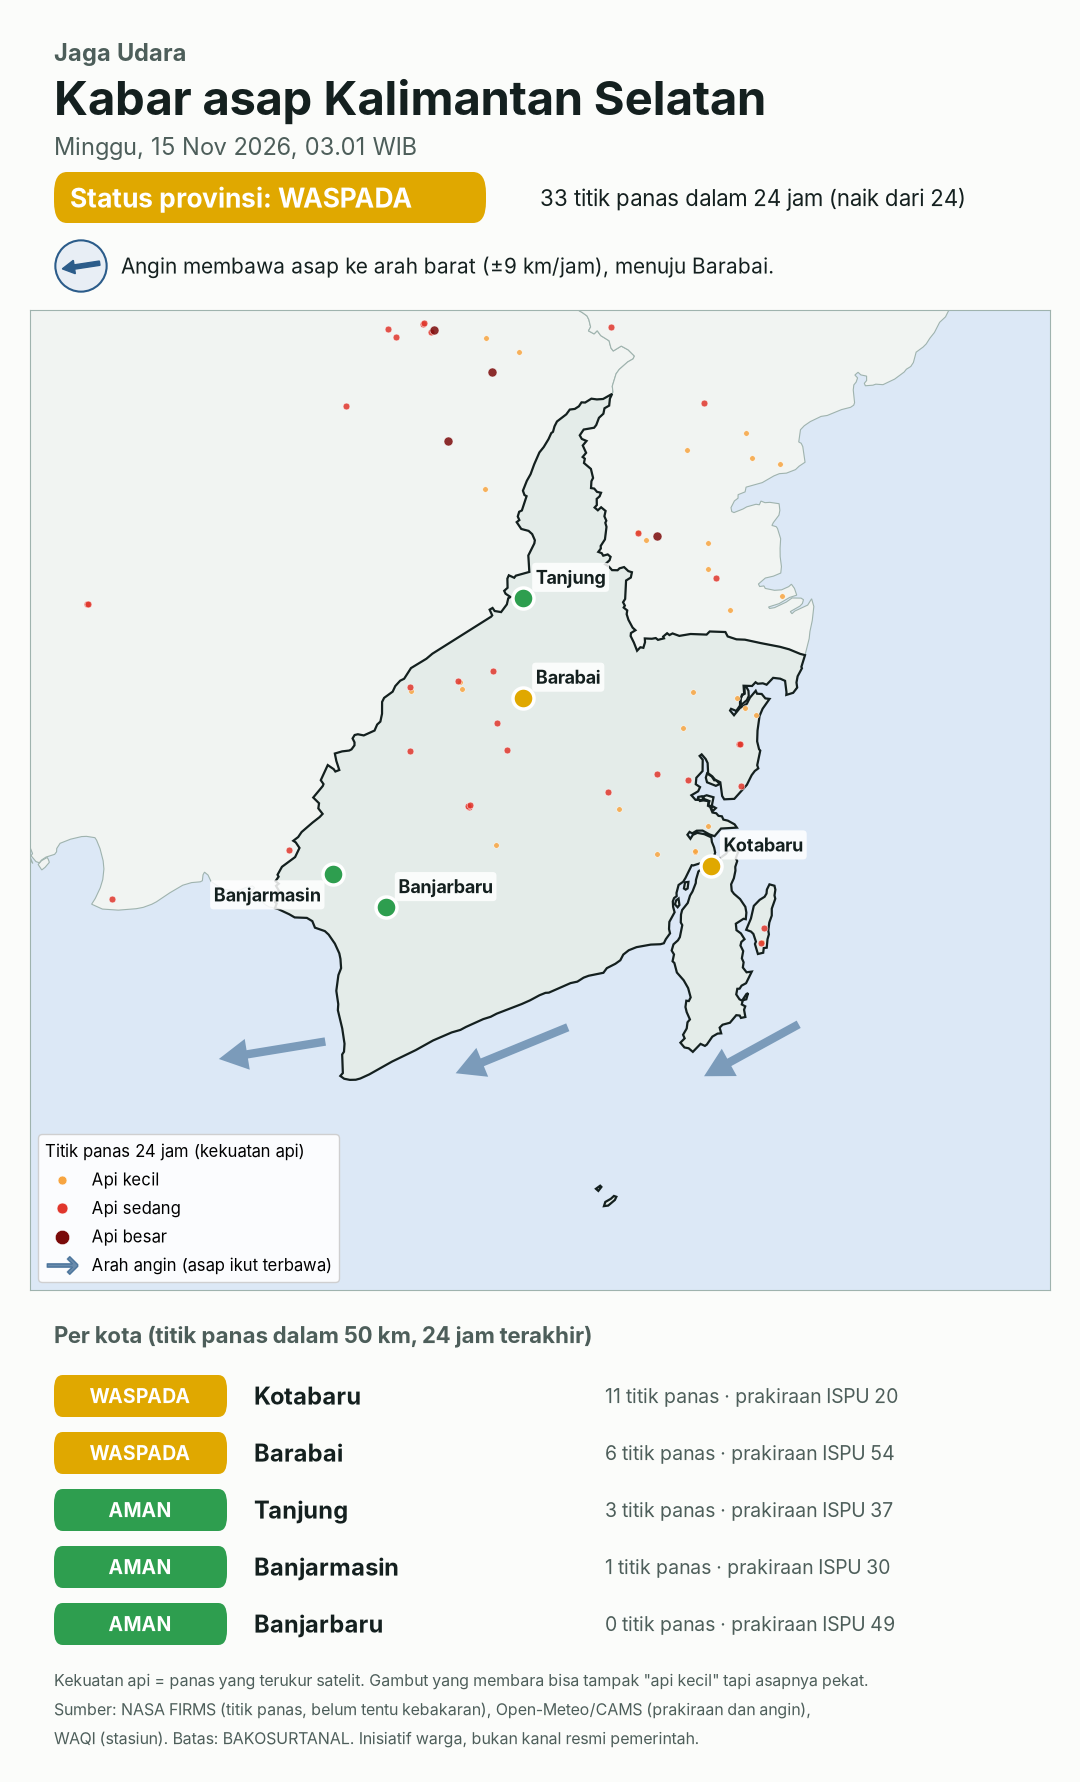 Jaga Udara
Kabar asap Kalimantan Selatan
Minggu, 15 Nov 2026, 03.01 WIB
Status provinsi: WASPADA
33 titik panas dalam 24 jam (naik dari 24)
Angin membawa asap ke arah barat (±9 km/jam), menuju Barabai.
Tanjung
Barabai
Kotabaru
Banjarbaru
Banjarmasin
Titik panas 24 jam (kekuatan api)
Api kecil
Api sedang
Api besar
Arah angin (asap ikut terbawa)
Per kota (titik panas dalam 50 km, 24 jam terakhir)
WASPADA Kotabaru 11 titik panas · prakiraan ISPU 20
WASPADA Barabai 6 titik panas · prakiraan ISPU 54
AMAN Tanjung 3 titik panas · prakiraan ISPU 37
AMAN Banjarmasin 1 titik panas · prakiraan ISPU 30
AMAN Banjarbaru 0 titik panas · prakiraan ISPU 49
Kekuatan api = panas yang terukur satelit. Gambut yang membara bisa tampak "api kecil" tapi asapnya pekat.
Sumber: NASA FIRMS (titik panas, belum tentu kebakaran), Open-Meteo/CAMS (prakiraan dan angin),
WAQI (stasiun). Batas: BAKOSURTANAL. Inisiatif warga, bukan kanal resmi pemerintah.